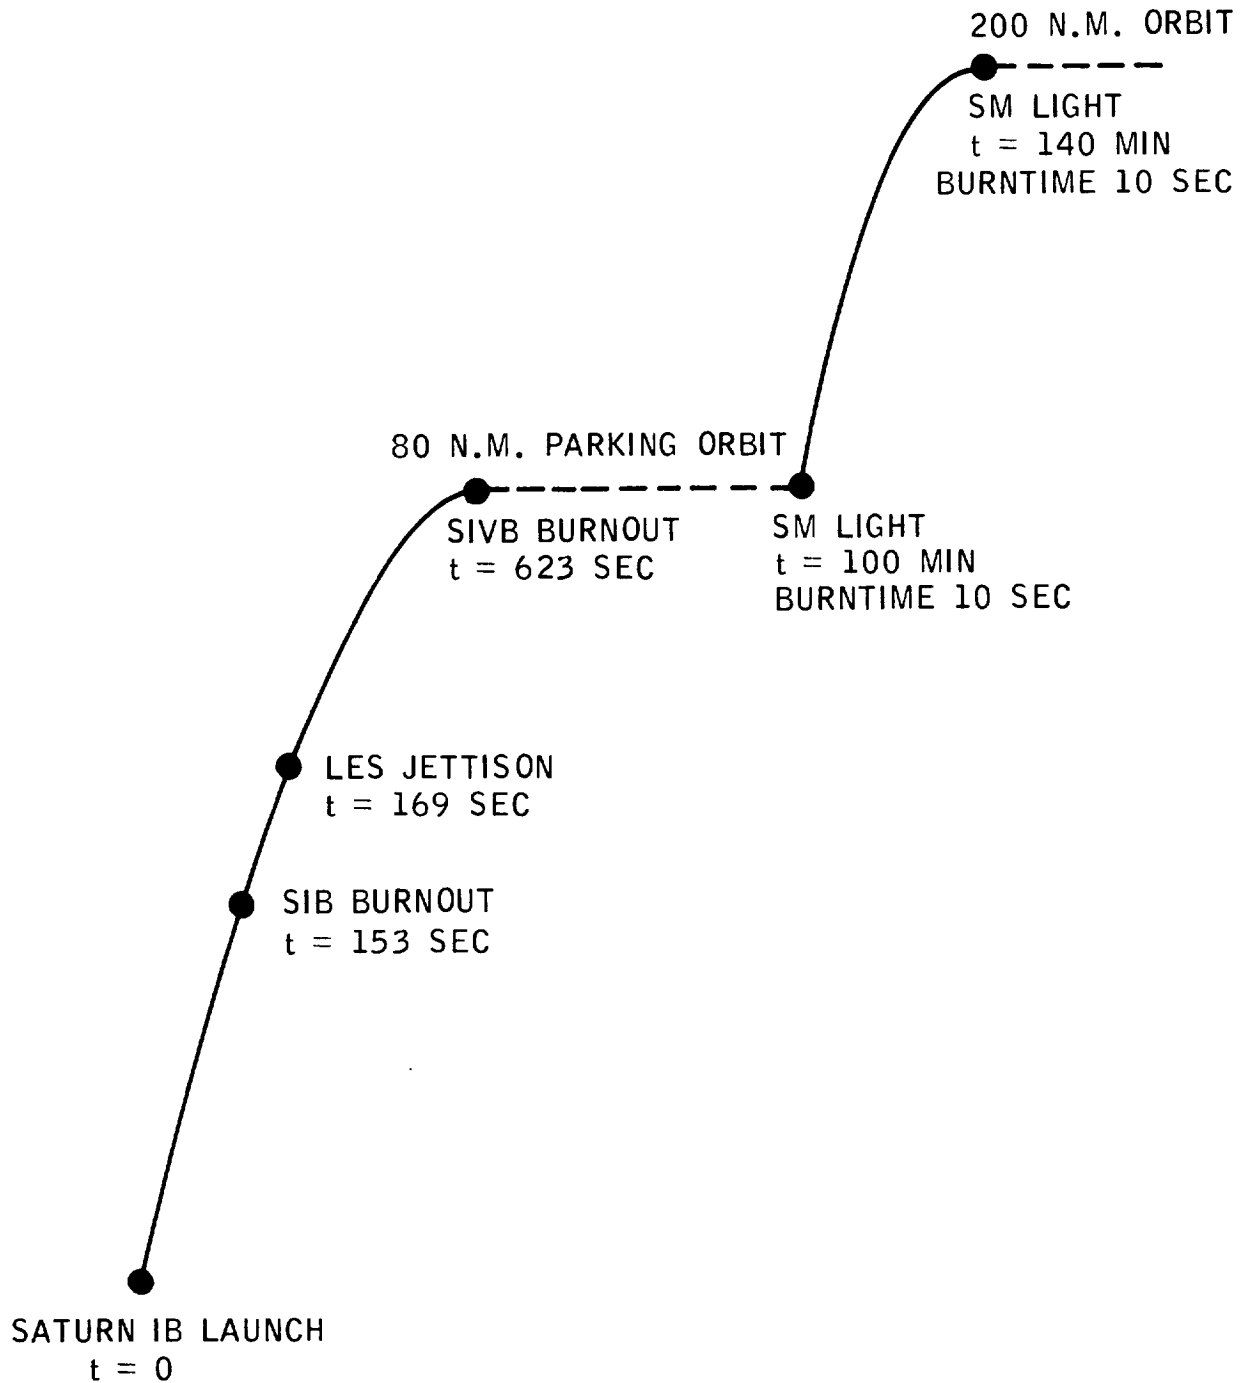 200 N.M. ORBIT
SM LIGHT
t = 140 MIN
BURNTIME 10 SEC
80 N.M. PARKING ORBIT
SIVB BURNOUT
t = 623 SEC
SM LIGHT
t = 100 MIN
BURNTIME 10 SEC
LES JETTISON
t = 169 SEC
SIB BURNOUT
t = 153 SEC
SATURN IB LAUNCH
t = 0